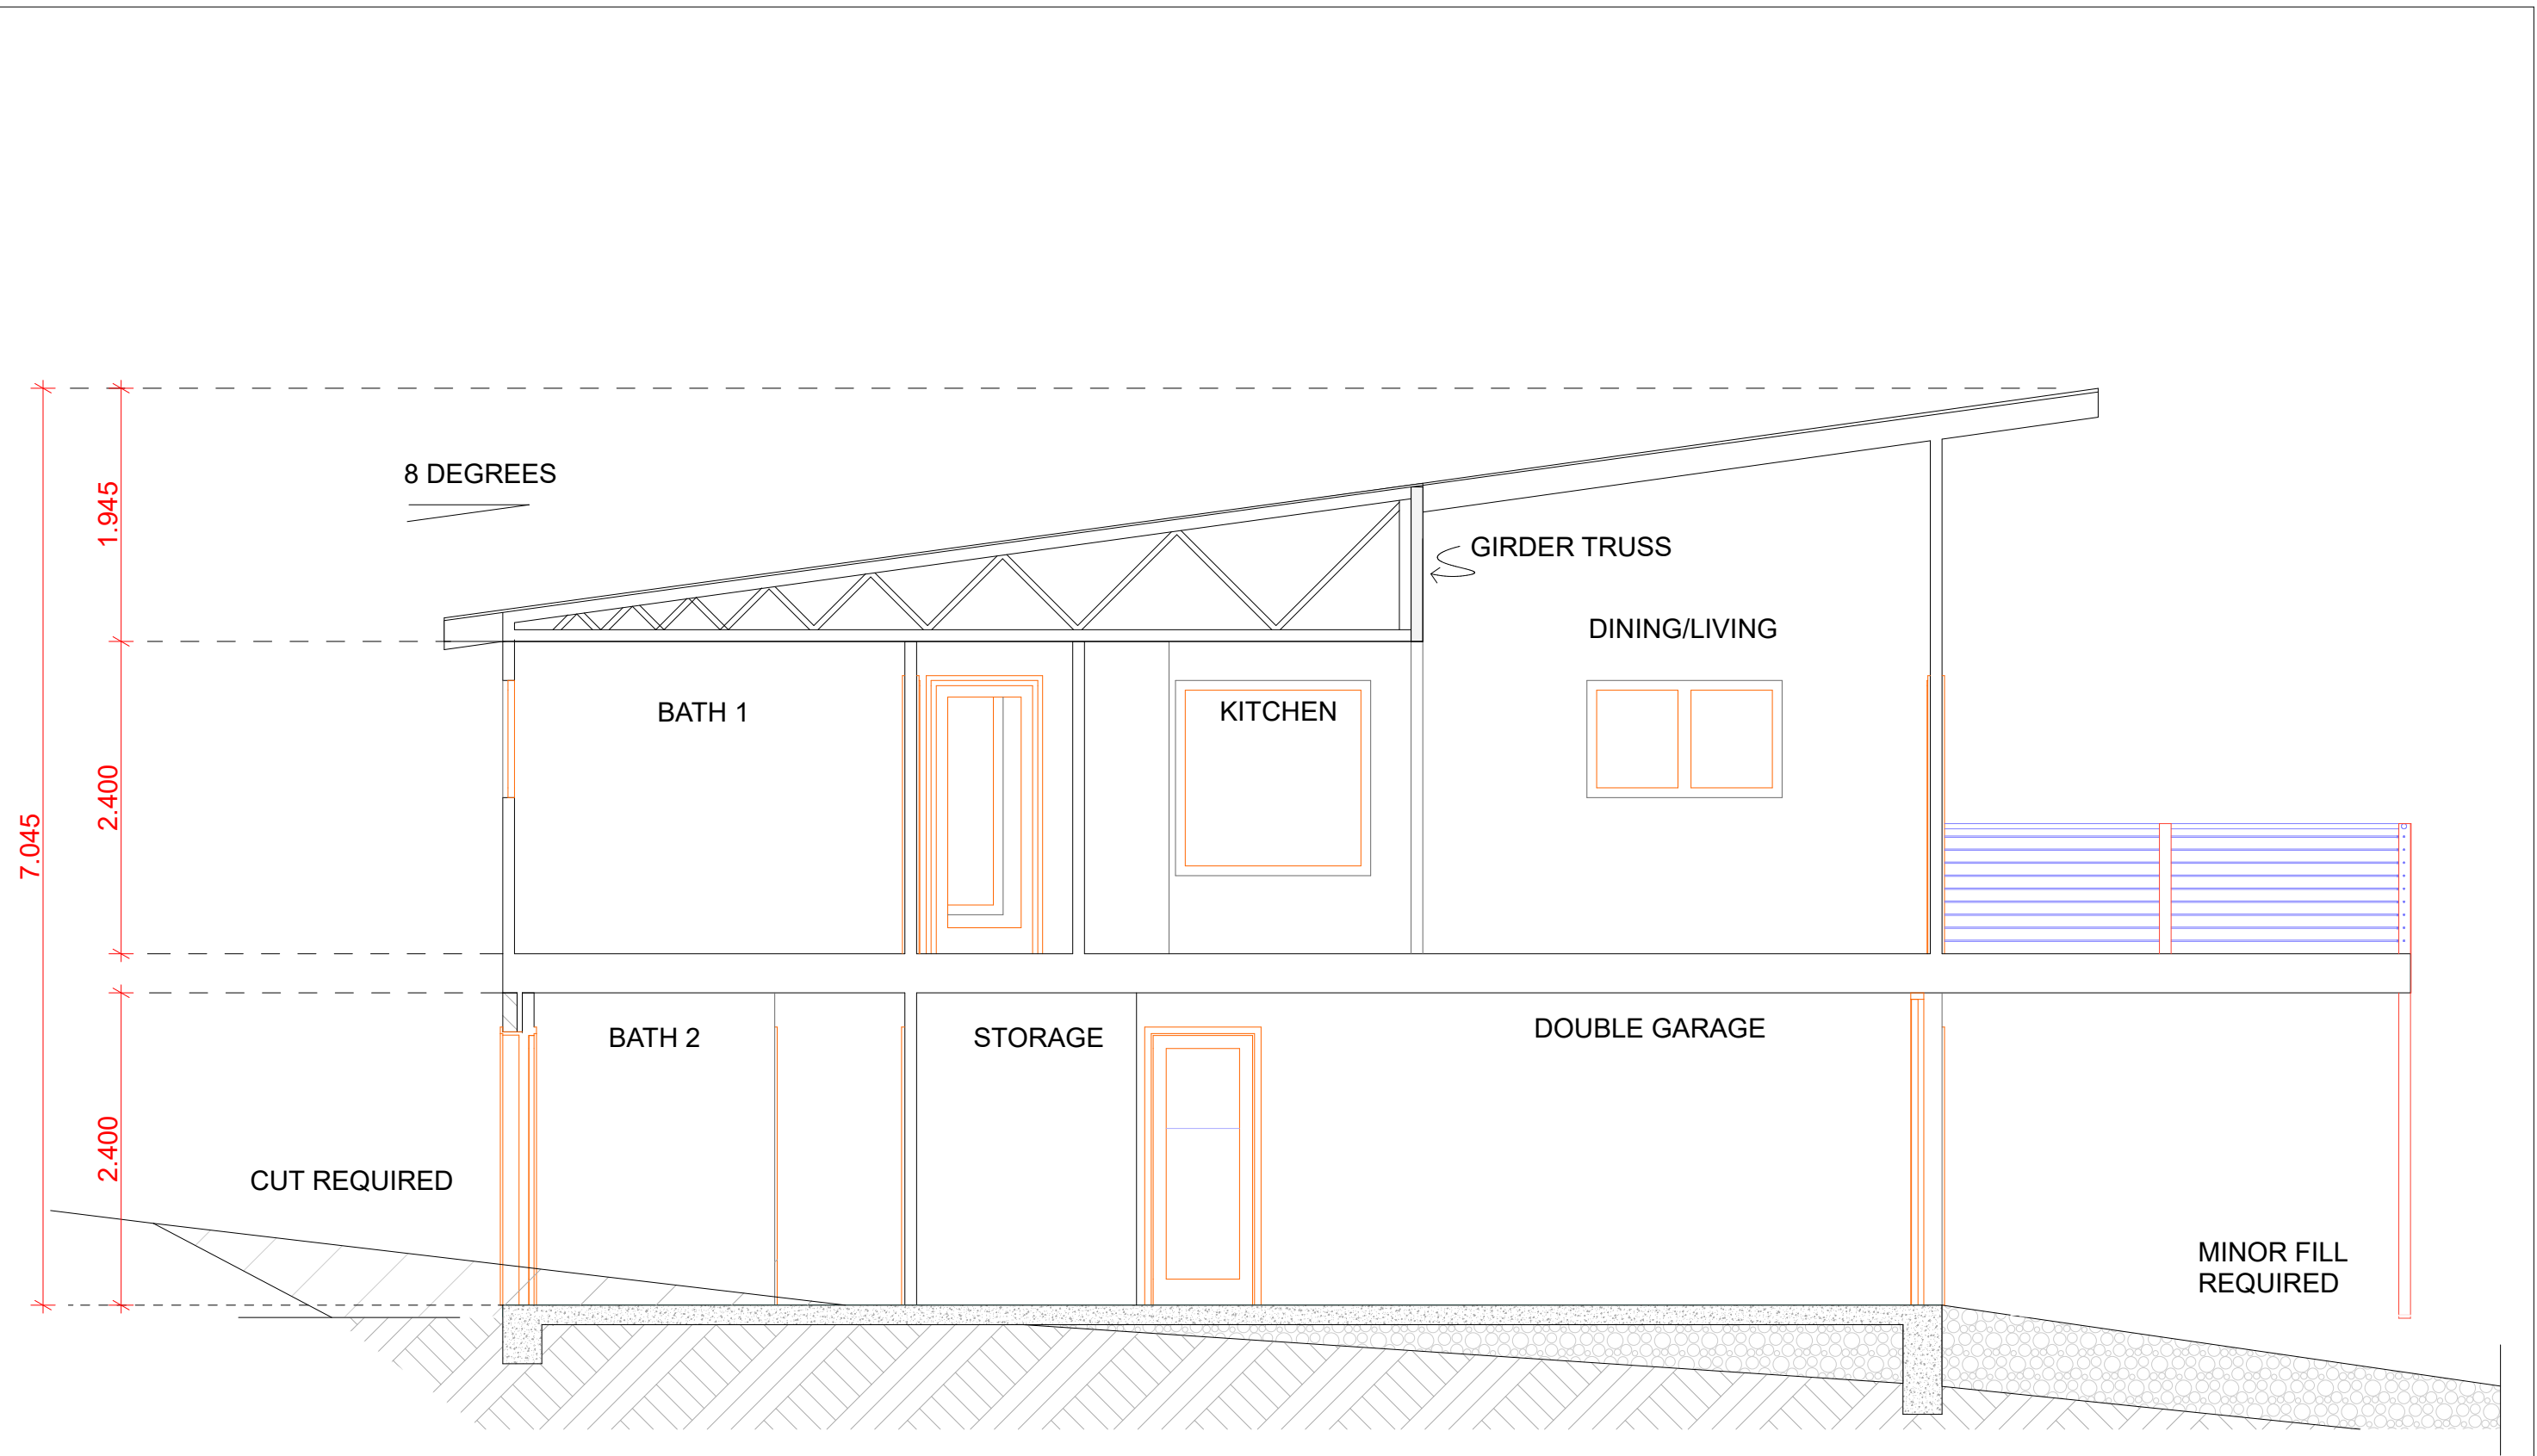 8 DEGREES
1.945
GIRDER TRUSS
DINING/LIVING
BATH 1
KITCHEN
2.400
7.045
BATH 2
STORAGE
DOUBLE GARAGE
2.400
CUT REQUIRED
MINOR FILL
REQUIRED